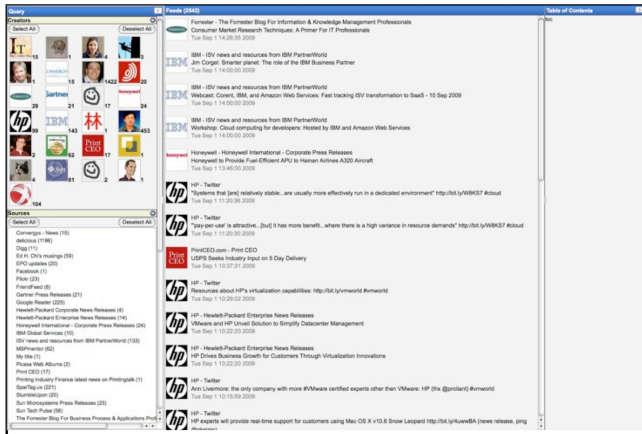 Query
Creators
Select All
Deselect All
15
1
4
3
1
15
1422
20
29
21
17
24
99
143
1
453
2
62
17
1
4
81
2
1
104
Sources
Select All
Deselect All
Convergys - News (15)
delicious (1186)
Digg (11)
Ed H. Chi's musings (59)
EPO updates (20)
Facebook (1)
Flickr (23)
FriendFeed (8)
Gartner Press Releases (21)
Google Reader (225)
Hewlett-Packard Corporate News Releases (4)
Hewlett-Packard Enterprise News Releases (14)
Honeywell International - Corporate Press Releases (24)
IBM Global Services (10)
ISV news and resources from IBM PartnerWorld (133)
MSPmentor (62)
My title (1)
Picasa Web Albums (2)
Print CEO (17)
Printing Industry Finance latest news on Printingtalk (1)
SparTag.us (221)
StumbleUpon (20)
Sun Microsystems Press Releases (23)
Sun Tech Pulse (58)
The Forrester Blog For Business Process & Applications Prof
Feeds (2542)
Forrester - The Forrester Blog For Information & Knowledge Management Professionals
Consumer Market Research Techniques: A Primer For IT Professionals
Tue Sep 1 14:26:35 2009
IBM - ISV news and resources from IBM PartnerWorld
Jim Corgel: Smarter planet: The role of the IBM Business Partner
Tue Sep 1 14:00:00 2009
IBM - ISV news and resources from IBM PartnerWorld
Webcast: Corent, IBM, and Amazon Web Services: Fast tracking ISV transformation to SaaS - 10 Sep 2009
Tue Sep 1 14:00:00 2009
IBM - ISV news and resources from IBM PartnerWorld
Workshop: Cloud computing for developers: Hosted by IBM and Amazon Web Services
Tue Sep 1 14:00:00 2009
Honeywell - Honeywell International - Corporate Press Releases
Honeywell to Provide Fuel-Efficient APU to Hainan Airlines A320 Aircraft
Tue Sep 1 13:46:00 2009
HP - Twitter
"Systems that [are] relatively stable...are usually more effectively run in a dedicated environment" http://bit.ly/W8KS7 #cloud
Tue Sep 1 11:20:36 2009
HP - Twitter
"'pay-per-use' is attractive...[but] it has more benefit...where there is a high variance in resource demands" http://bit.ly/W8KS7 #cloud
Tue Sep 1 11:20:30 2009
PrintCEO.com - Print CEO
USPS Seeks Industry Input on 5 Day Delivery
Tue Sep 1 10:37:31 2009
HP - Twitter
Resources about HP's virtualization capabilities: http://bit.ly/vmworld #vmworld
Tue Sep 1 10:29:02 2009
HP - Hewlett-Packard Enterprise News Releases
VMware and HP Unveil Solution to Simplify Datacenter Management
Tue Sep 1 10:22:20 2009
HP - Hewlett-Packard Enterprise News Releases
HP Drives Business Growth for Customers Through Virtualization Innovations
Tue Sep 1 10:22:20 2009
HP - Twitter
Ann Livermore: the only company with more #VMware certified experts other then VMware: HP (thx @proliant) #vmworld
Tue Sep 1 10:15:59 2009
HP - Twitter
HP experts will provide real-time support for customers using Mac OS X v10.6 Snow Leopard http://bit.ly/4uwwBA (news release, ping
Table of Contents
toc